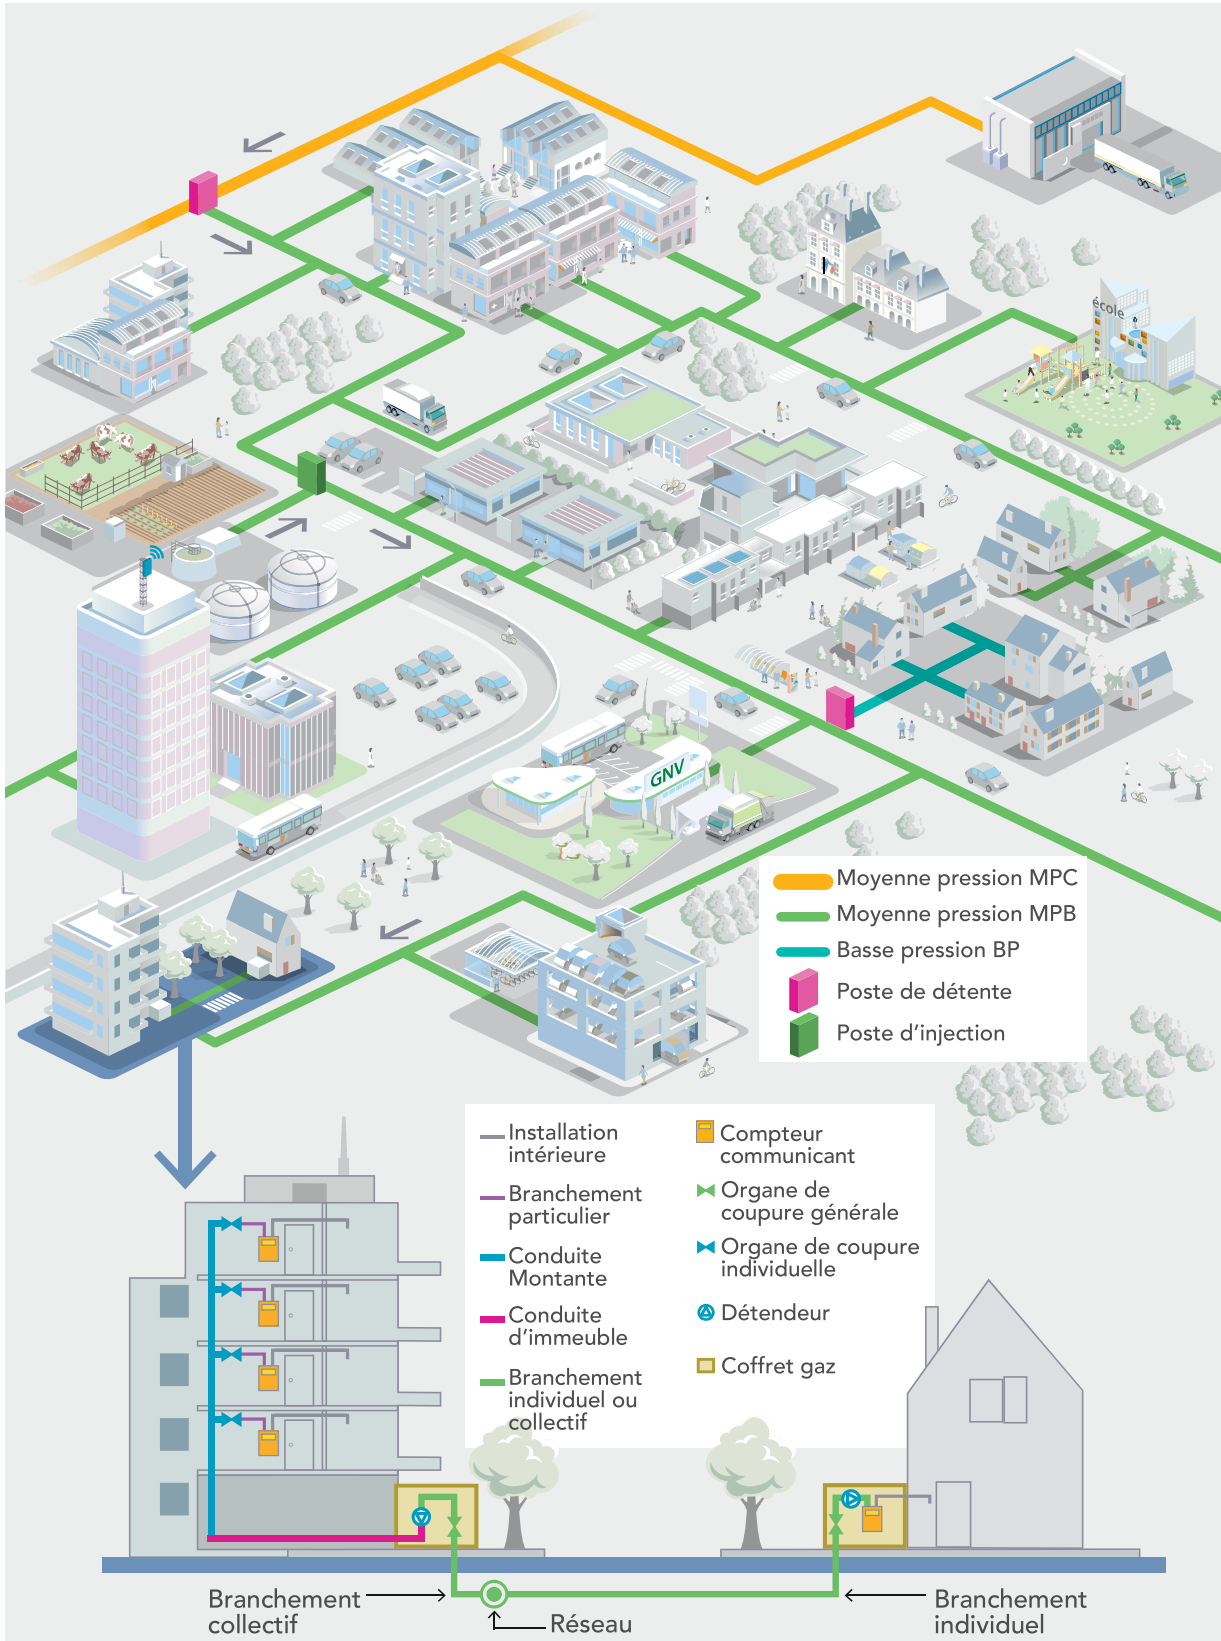 école
GNV
Moyenne pression MPC
Moyenne pression MPB
Basse pression BP
Poste de détente
Poste d'injection
Installation
intérieure
Branchement
particulier
Conduite
Montante
Conduite
d'immeuble
Branchement
individuel ou
collectif
Compteur
communicant
Organe de
coupure générale
Organe de coupure
individuelle
Détendeur
Coffret gaz
Branchement
collectif
Réseau
Branchement
individuel